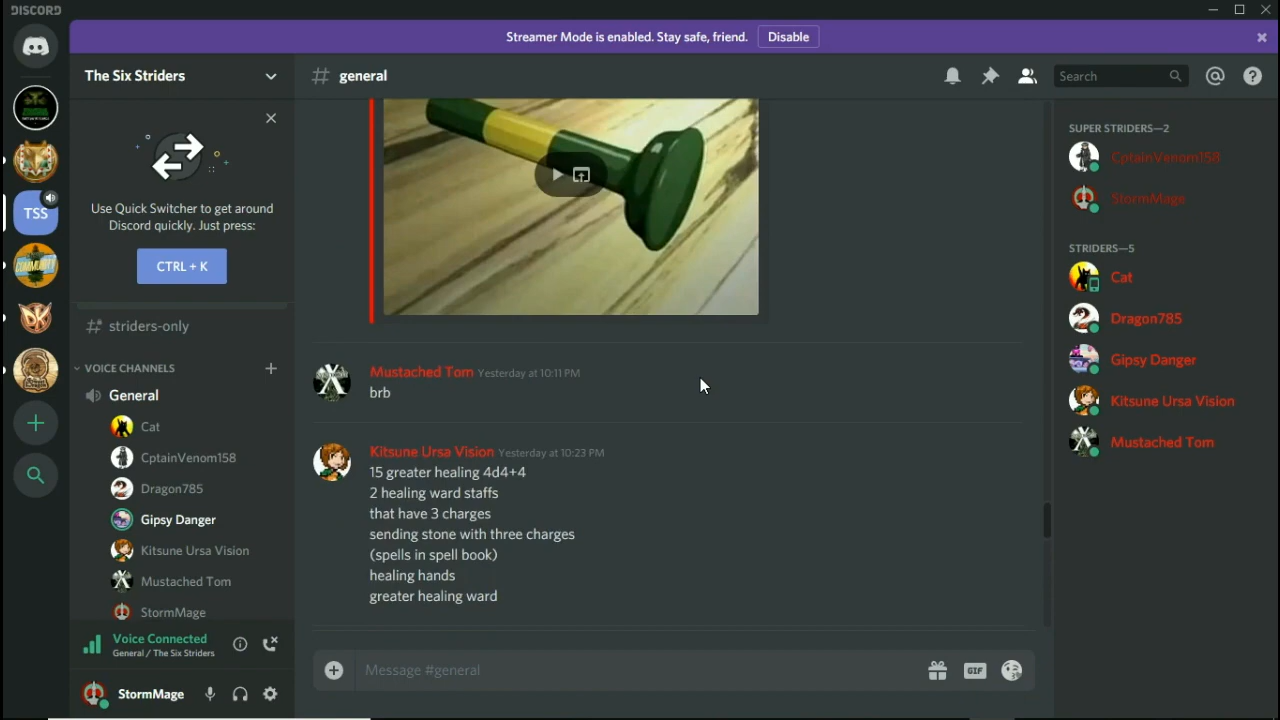 DISCORD
Streamer Mode is enabled. Stay safe, friend.
Disable
The Six Striders
general
Search
Use Quick Switcher to get around
Discord quickly. Just press:
CTRL + K
striders-only
VOICE CHANNELS
General
Cat
CptainVenom158
Dragon785
Gipsy Danger
Kitsune Ursa Vision
Mustached Tom
StormMage
Voice Connected
General / The Six Striders
StormMage
TSS
COMMUNITY
DK
Mustached Tom Yesterday at 10:11 PM
brb
Kitsune Ursa Vision Yesterday at 10:23 PM
15 greater healing 4d4+4
2 healing ward staffs
that have 3 charges
sending stone with three charges
(spells in spell book)
healing hands
greater healing ward
Message #general
GIF
SUPER STRIDERS—2
CptainVenom158
StormMage
STRIDERS—5
Cat
Dragon785
Gipsy Danger
Kitsune Ursa Vision
Mustached Tom